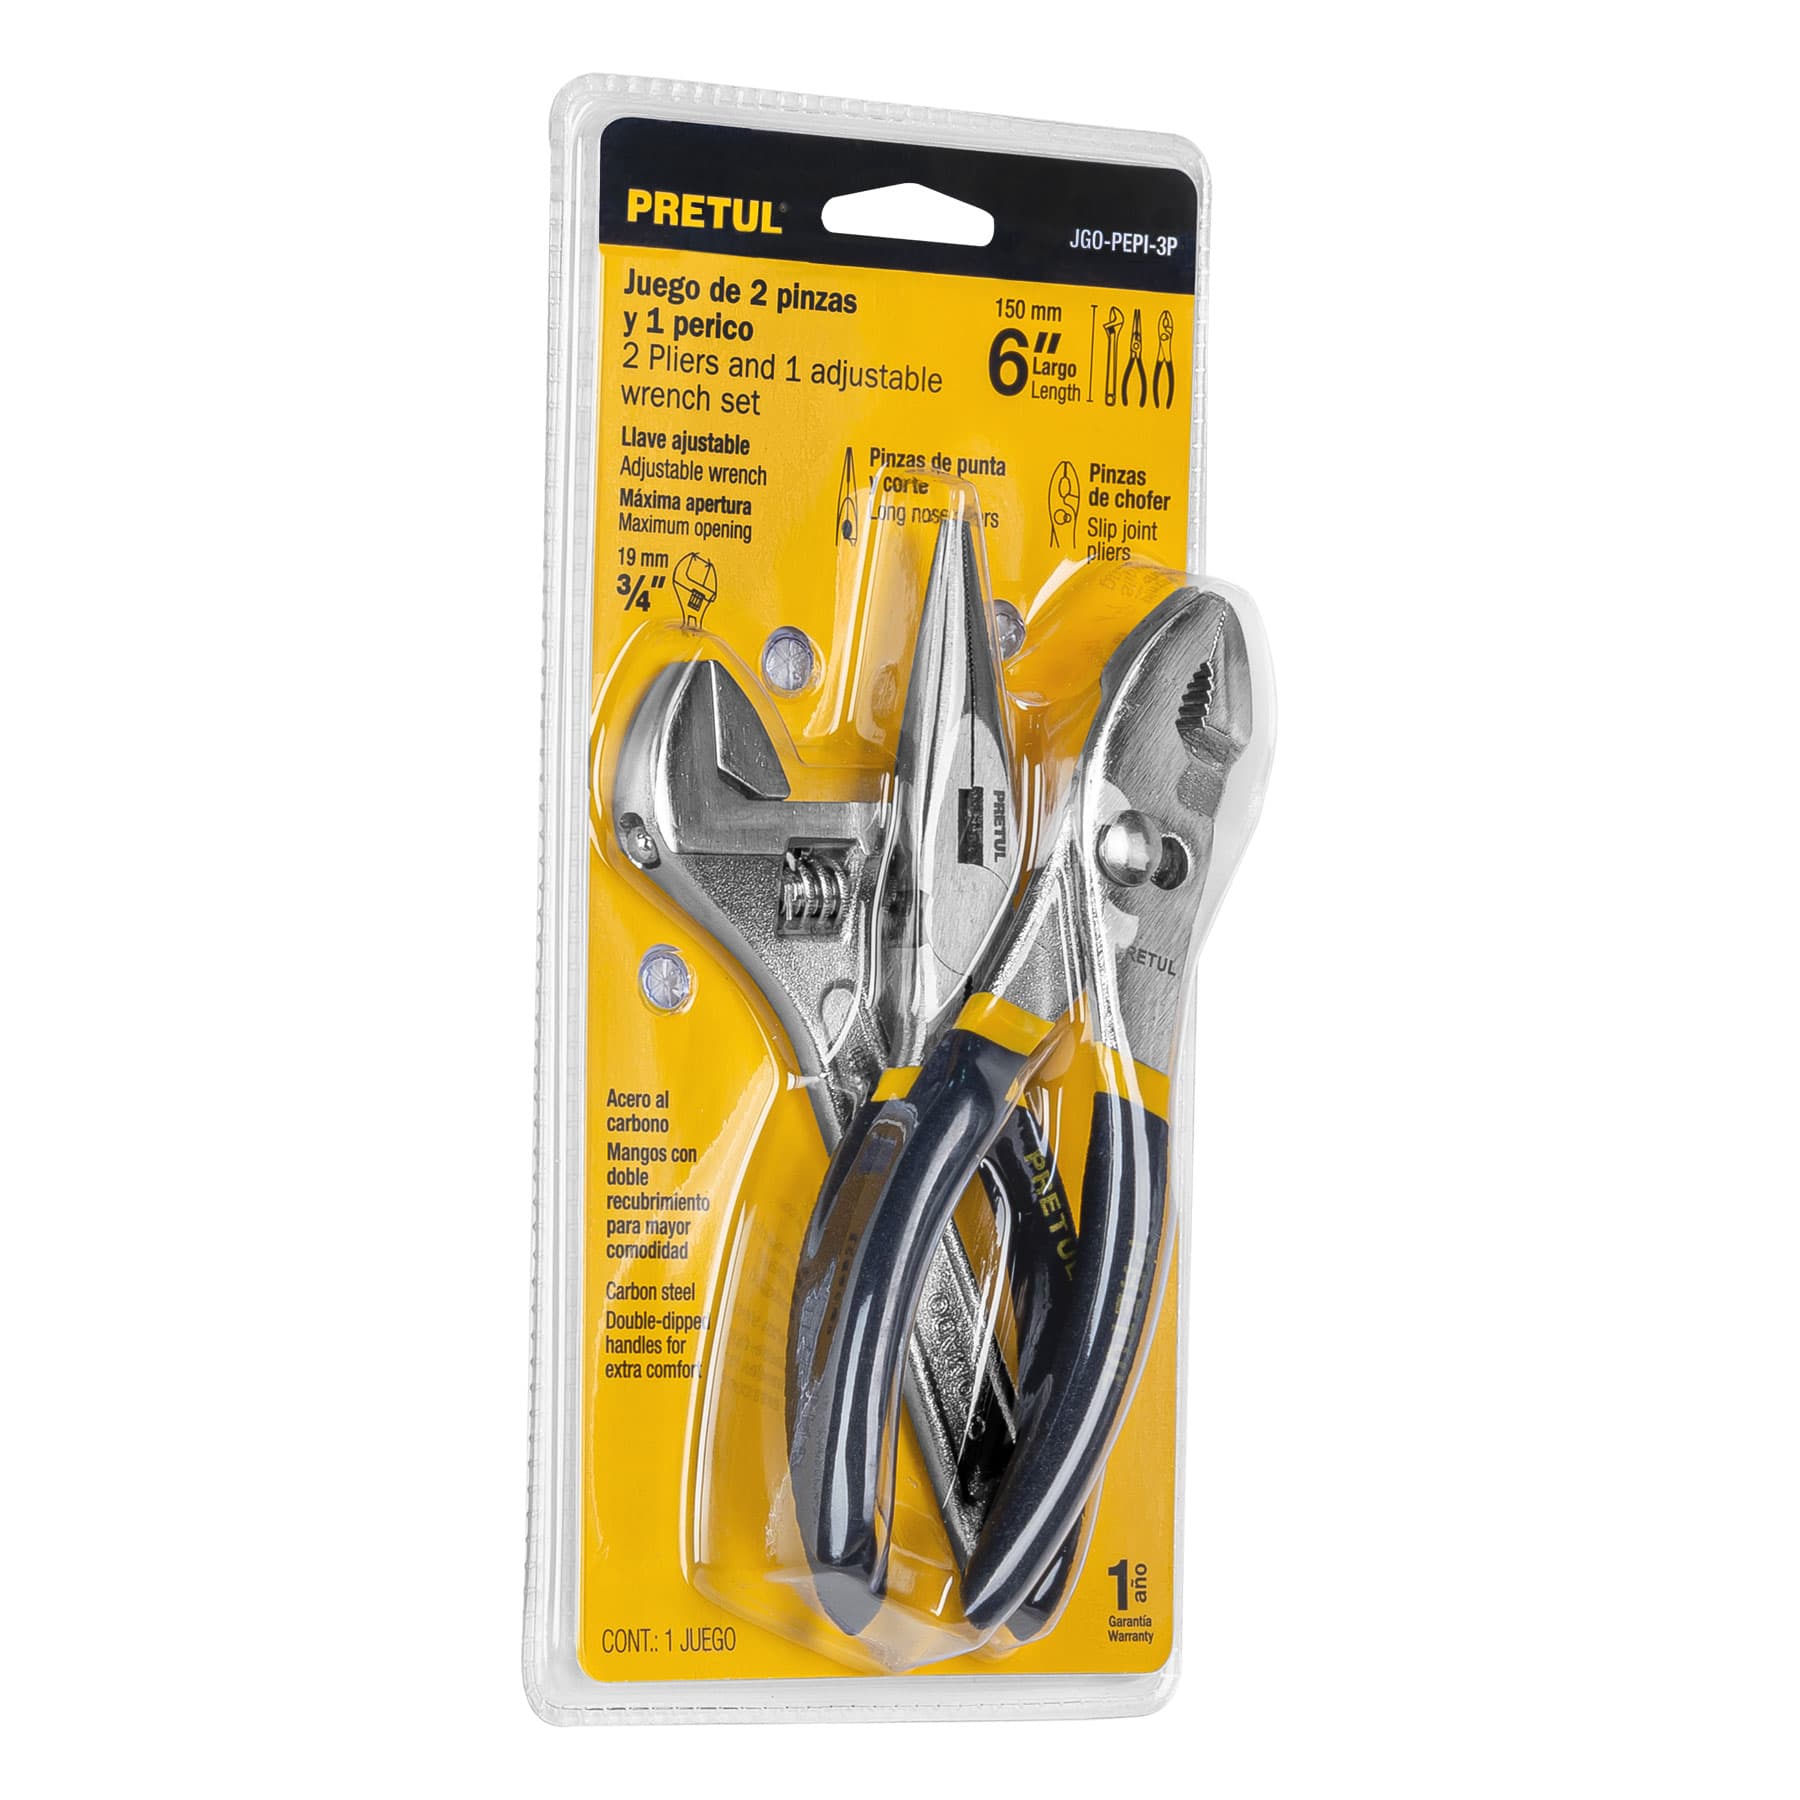 PRETUL®
JGO-PEPI-3P
Juego de 2 pinzas
y 1 perico
2 Pliers and 1 adjustable
wrench set
150 mm
6"
Largo
Length
Llave ajustable
Adjustable wrench
Máxima apertura
Maximum opening
19 mm
3/4"
Pinzas de punta
y corte
Long nose
Pinzas
de chofer
Slip joint
pliers
PRETUL
RETUL
PRETUL
Acero al
carbono
Mangos con
doble
recubrimiento
para mayor
comodidad
Carbon steel
Double-dipped
handles for
extra comfort
1
año
Garantía
Warranty
CONT.: 1 JUEGO